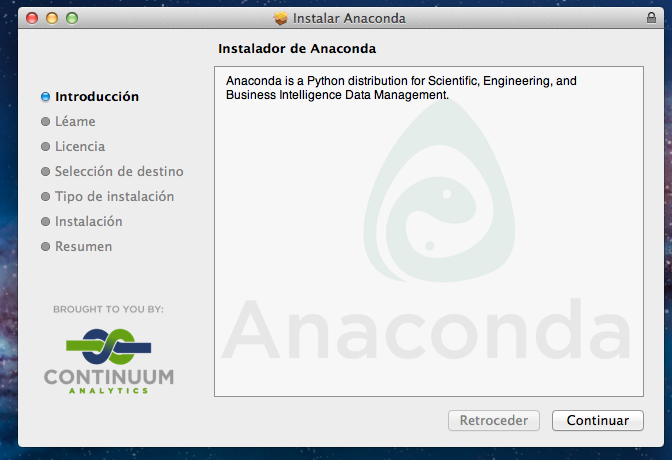 Instalar Anaconda
Instalador de Anaconda
Introducción
Léame
Licencia
Selección de destino
Tipo de instalación
Instalación
Resumen
BROUGHT TO YOU BY:
CONTINUUM
ANALYTICS
Anaconda is a Python distribution for Scientific, Engineering, and
Business Intelligence Data Management.
Anaconda
Retroceder
Continuar